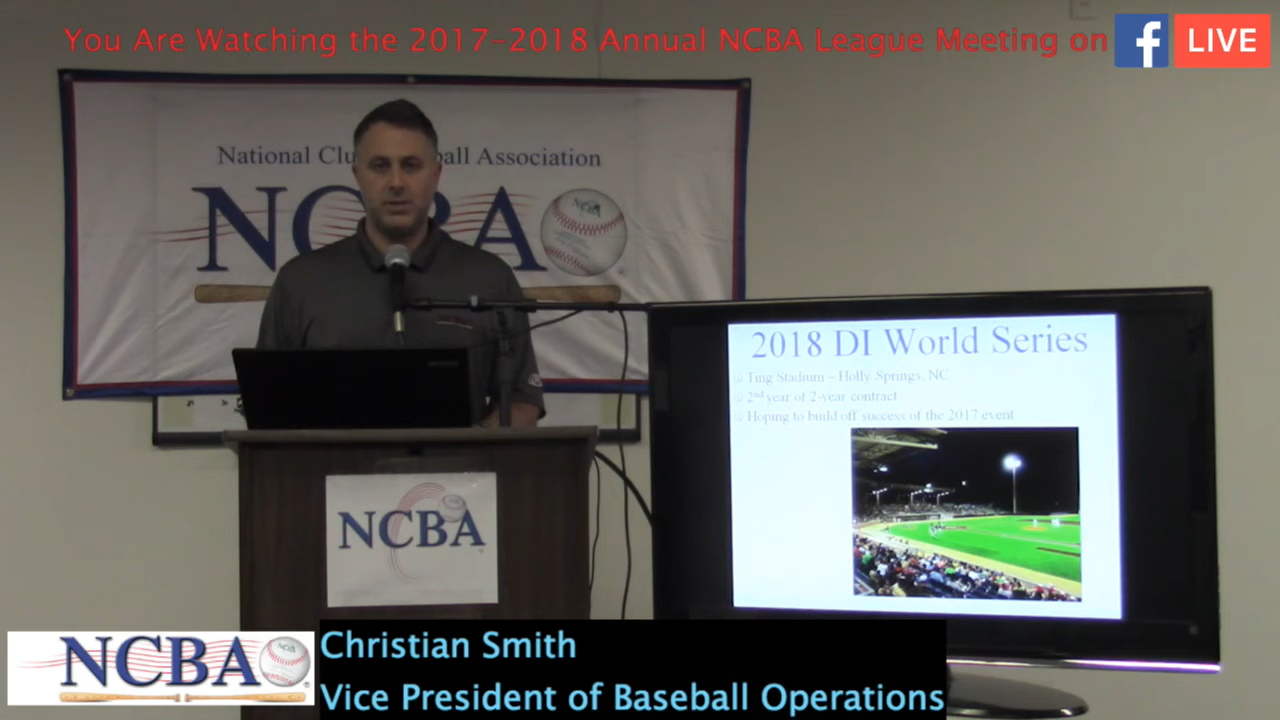 You Are Watching the 2017-2018 Annual NCBA League Meeting on f LIVE
National Clu ball Association
NCBA
2018 DI World Series
Ting Stadium – Holly Springs, NC
2nd year of 2-year contract
Hoping to build off success of the 2017 event
NCBA
NCBA
Christian Smith
Vice President of Baseball Operations